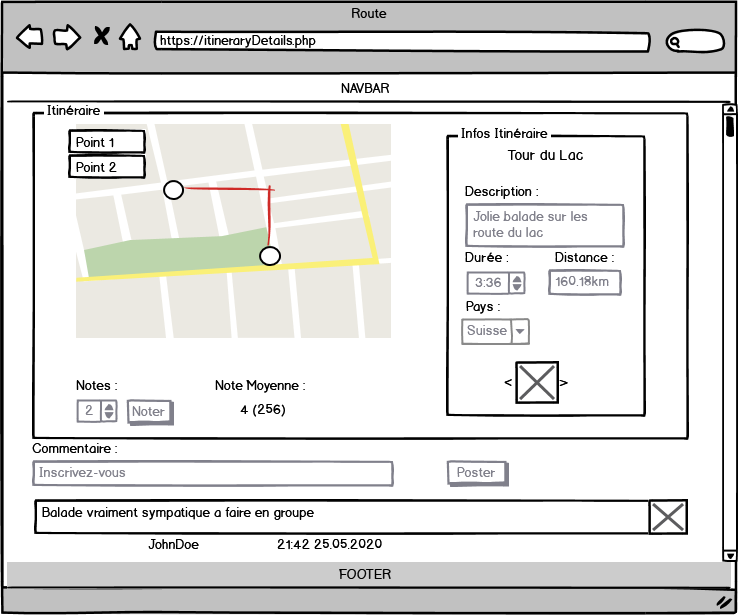 Route
https://itineraryDetails.php
NAVBAR
Itinéraire
Point 1
Point 2
Infos Itinéraire
Tour du Lac
Description :
Jolie balade sur les
route du lac
Durée : Distance :
3:36 160.18km
Pays :
Suisse
< >
Notes : Note Moyenne :
2 Noter 4 (256)
Commentaire :
Inscrivez-vous Poster
Balade vraiment sympatique a faire en groupe
JohnDoe 21:42 25.05.2020
FOOTER